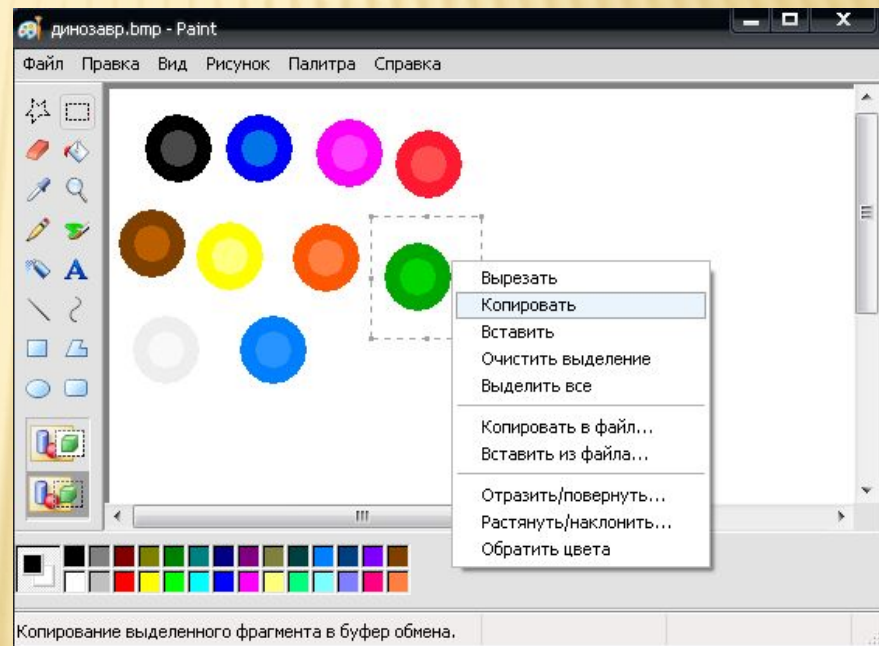 динозавр.bmp - Paint
Файл Правка Вид Рисунок Палитра Справка
A
Вырезать
Копировать
Вставить
Очистить выделение
Выделить все
Копировать в файл...
Вставить из файла...
Отразить/повернуть...
Растянуть/наклонить...
Обратить цвета
Копирование выделенного фрагмента в буфер обмена.